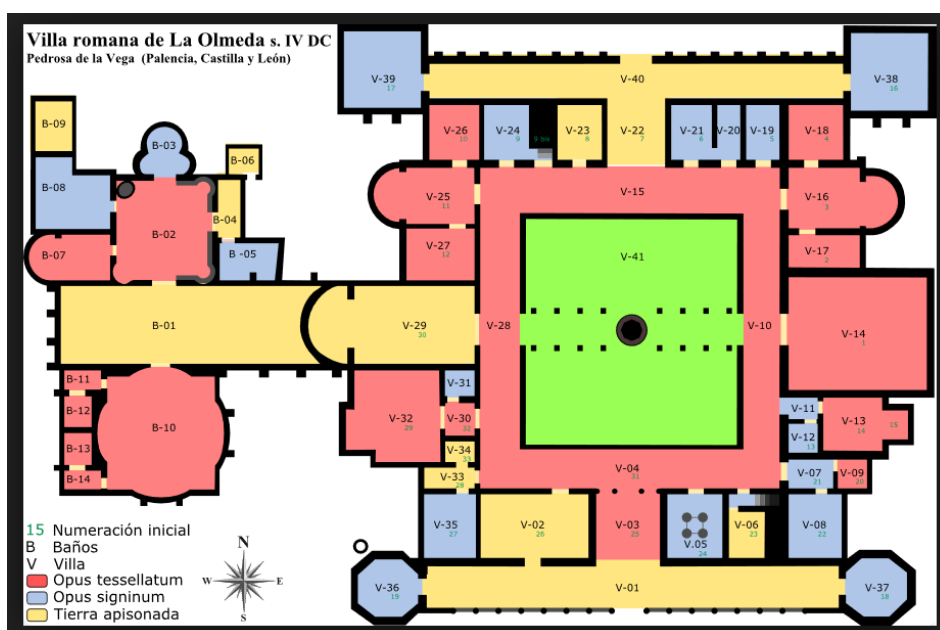 Villa romana de La Olmeda s. IV DC
Pedrosa de la Vega (Palencia, Castilla y León)
V-39
17
V-40
V-38
16
B-09
V-26
10
V-24
9
9 bis
V-23
8
V-22
7
V-21
6
V-20
V-19
5
V-18
4
B-03
B-06
B-08
V-25
11
V-15
V-16
3
B-04
B-02
B-07
B -05
V-27
12
V-41
V-17
2
B-01
V-29
30
V-28
V-10
V-14
1
B-11
V-31
B-12
V-32
29
V-30
32
V-11
V-13
14
15
B-10
V-12
13
B-13
V-34
33
B-14
V-33
28
V-04
31
V-07
21
V-09
20
V-35
27
V-02
26
V-03
25
V.05
24
V-06
23
V-08
22
15 Numeración inicial
B Baños
V Villa
Opus tessellatum
Opus signinum
Tierra apisonada
N
W
E
S
V-36
19
V-01
V-37
18